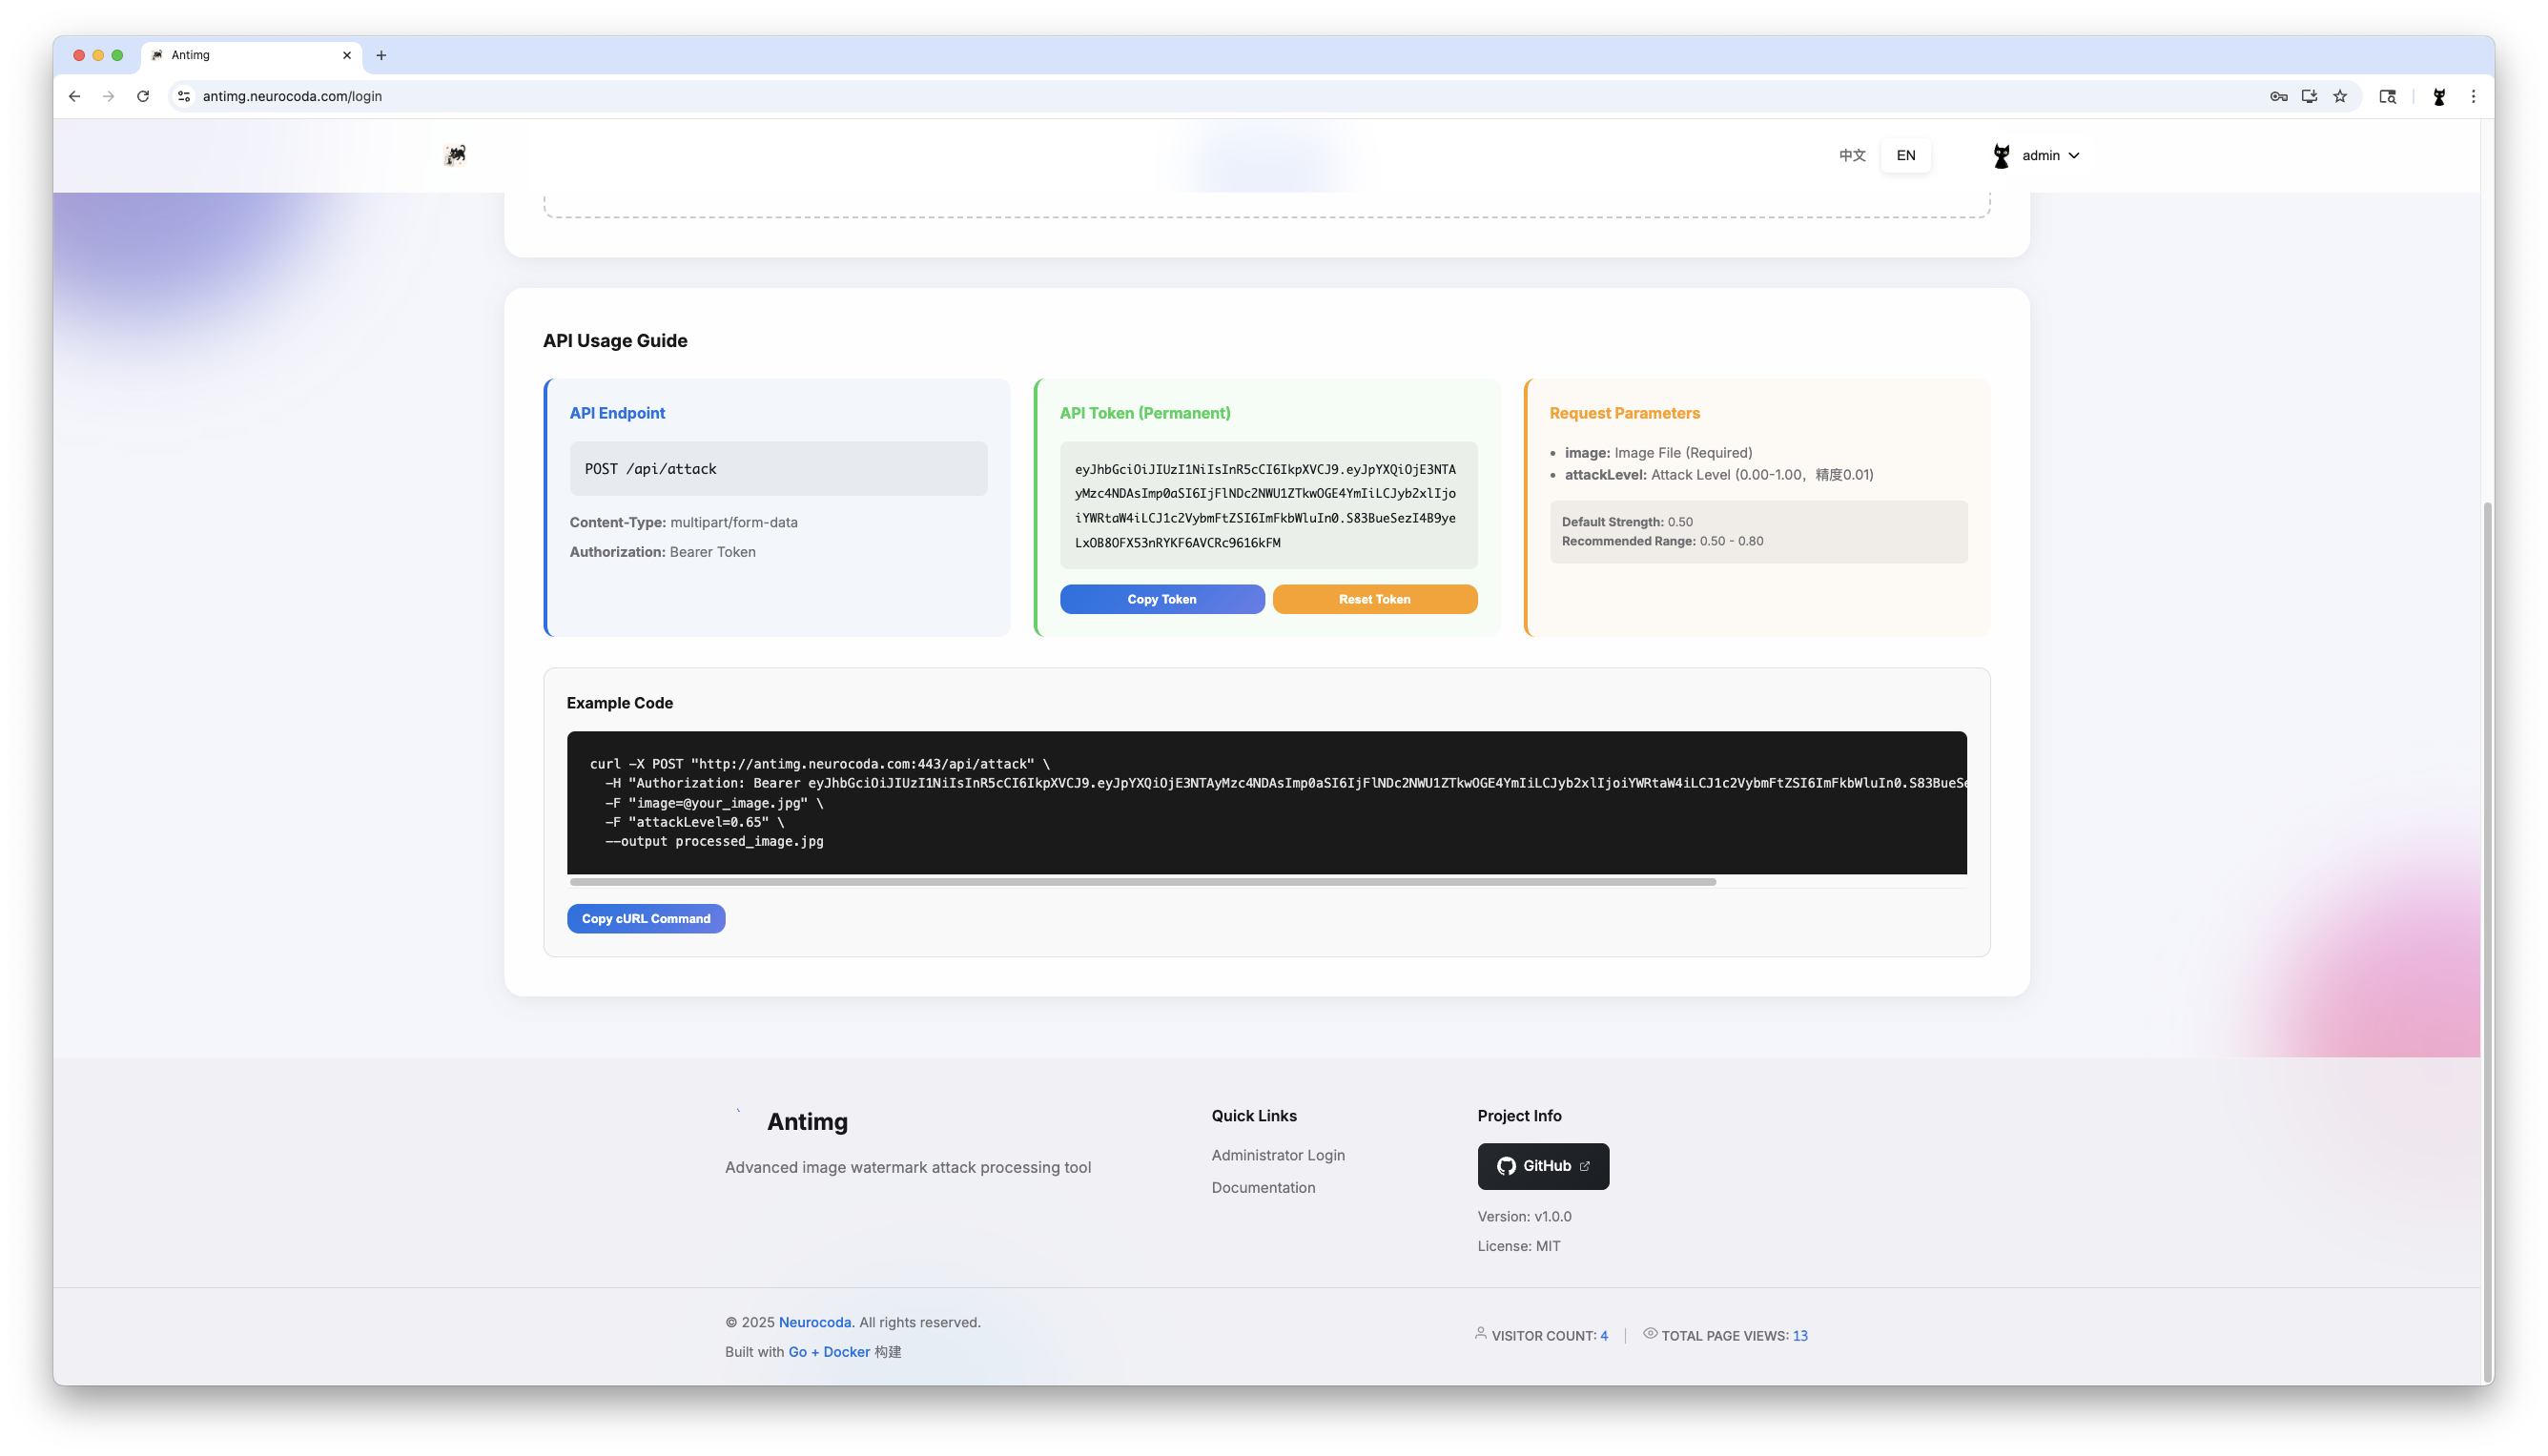 Antimg
antimg.neurocoda.com/login
中文 EN admin
API Usage Guide
API Endpoint
POST /api/attack
Content-Type: multipart/form-data
Authorization: Bearer Token
API Token (Permanent)
eyJhbGciOiJIUzI1NiIsInR5cCI6IkpXVCJ9.eyJpYXQiOjE3NTA
yMzc4NDAsImp0aSI6IjFlNDc2NWU1ZTkwOGE4YmIiLCJyb2xlIjo
iYWRtaW4iLCJ1c2VybmFtZSI6ImFkbWluIn0.S83BueSezI4B9ye
LxOB8OFX53nRYKF6AVCRc9616kFM
Copy Token Reset Token
Request Parameters
• image: Image File (Required)
• attackLevel: Attack Level (0.00-1.00，精度0.01)
Default Strength: 0.50
Recommended Range: 0.50 - 0.80
Example Code
curl -X POST "http://antimg.neurocoda.com:443/api/attack" \
-H "Authorization: Bearer eyJhbGciOiJIUzI1NiIsInR5cCI6IkpXVCJ9.eyJpYXQiOjE3NTAyMzc4NDAsImp0aSI6IjFlNDc2NWU1ZTkwOGE4YmIiLCJyb2xlIjoiYWRtaW4iLCJ1c2VybmFtZSI6ImFkbWluIn0.S83BueSe
-F "image=@your_image.jpg" \
-F "attackLevel=0.65" \
--output processed_image.jpg
Copy cURL Command
Antimg
Advanced image watermark attack processing tool
Quick Links
Administrator Login
Documentation
Project Info
GitHub
Version: v1.0.0
License: MIT
© 2025 Neurocoda. All rights reserved.
Built with Go + Docker 构建
VISITOR COUNT: 4 | TOTAL PAGE VIEWS: 13